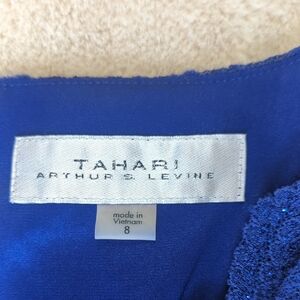 TAHARI
ARTHUR S. LEVINE
made in
Vietnam
8